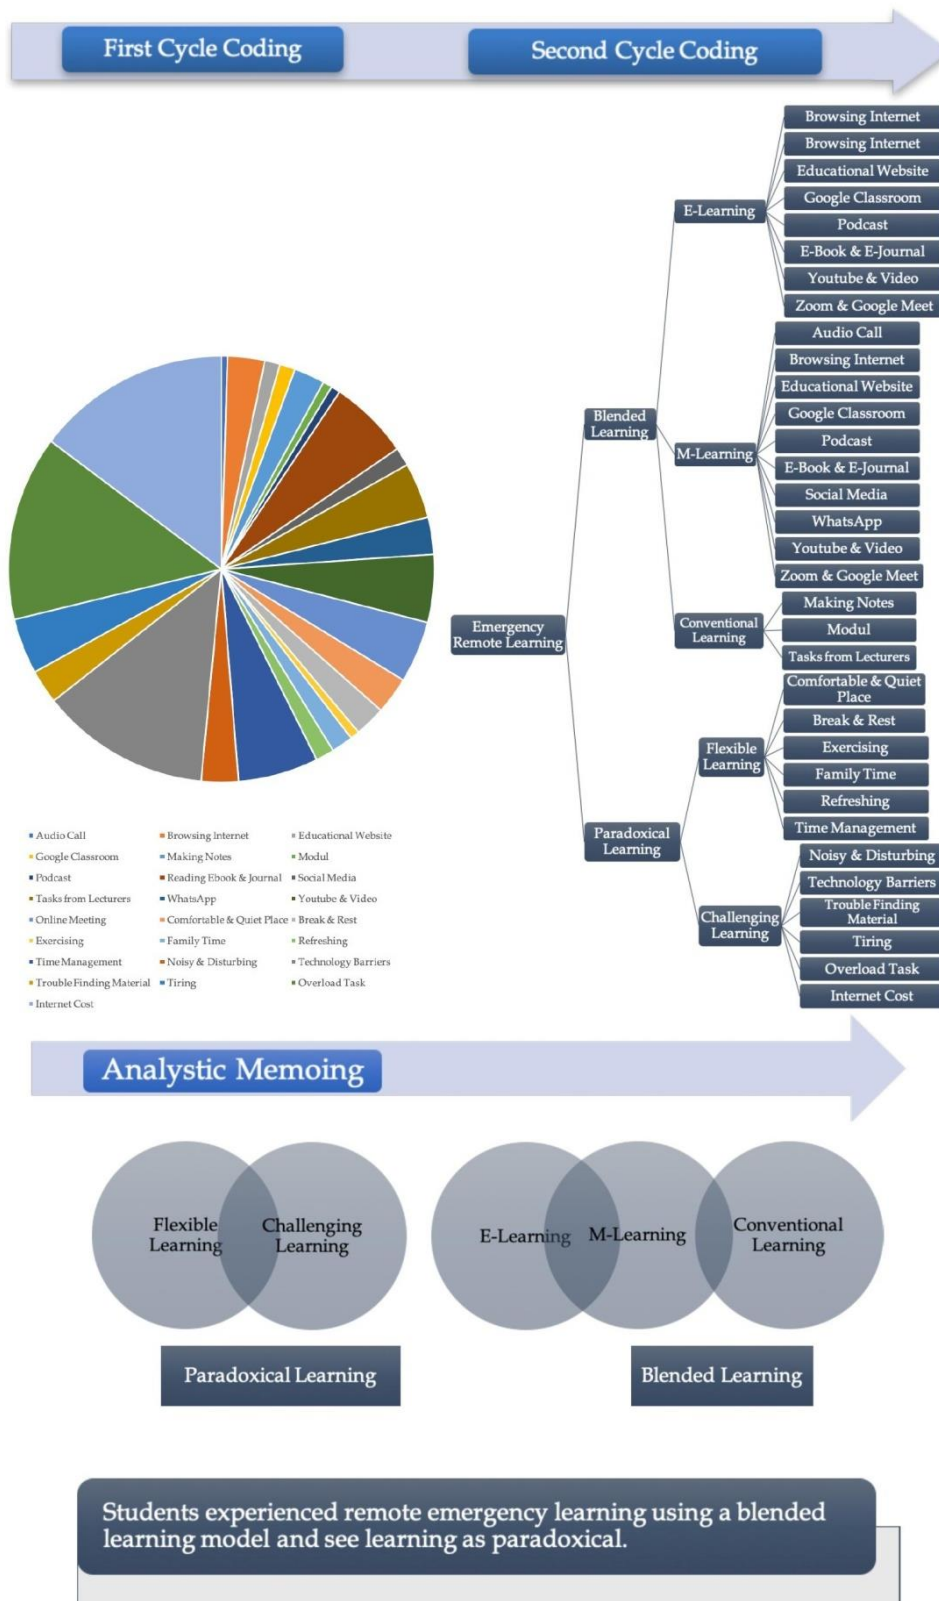 First Cycle Coding
Second Cycle Coding
Browsing Internet
Browsing Internet
Educational Website
Google Classroom
Podcast
E-Book & E-Journal
Youtube & Video
Zoom & Google Meet
E-Learning
Audio Call
Browsing Internet
Educational Website
Google Classroom
Podcast
E-Book & E-Journal
Social Media
WhatsApp
Youtube & Video
Zoom & Google Meet
Blended
Learning
M-Learning
Making Notes
Modul
Tasks from Lecturers
Conventional
Learning
Emergency
Remote Learning
Comfortable & Quiet
Place
Break & Rest
Exercising
Family Time
Refreshing
Time Management
Flexible
Learning
Paradoxical
Learning
Noisy & Disturbing
Technology Barriers
Trouble Finding
Material
Tiring
Overload Task
Internet Cost
Challenging
Learning
Audio Call
Browsing Internet
Educational Website
Google Classroom
Making Notes
Modul
Podcast
Reading Ebook & Journal
Social Media
Tasks from Lecturers
WhatsApp
Youtube & Video
Online Meeting
Comfortable & Quiet Place
Break & Rest
Exercising
Family Time
Refreshing
Time Management
Noisy & Disturbing
Technology Barriers
Trouble Finding Material
Tiring
Overload Task
Internet Cost
Analystic Memoing
Flexible
Learning
Challenging
Learning
E-Learning
M-Learning
Conventional
Learning
Paradoxical Learning
Blended Learning
Students experienced remote emergency learning using a blended
learning model and see learning as paradoxical.